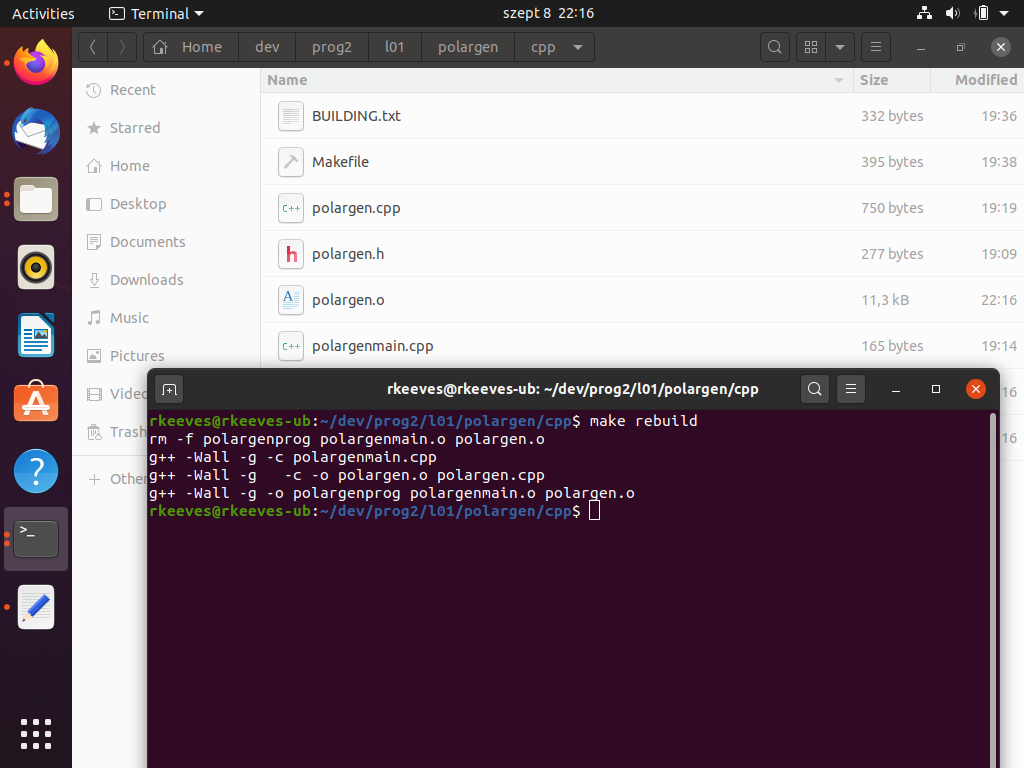 Activities Terminal szept 8 22:16
Home dev prog2 l01 polargen cpp
Recent
Starred
Home
Desktop
Documents
Downloads
Music
Pictures
Trash
Name Size Modified
BUILDING.txt 332 bytes 19:36
Makefile 395 bytes 19:38
C++ polargen.cpp 750 bytes 19:19
h polargen.h 277 bytes 19:09
A polargen.o 11,3 kB 22:16
C++ polargenmain.cpp 165 bytes 19:14
rkeeves@rkeeves-ub: ~/dev/prog2/l01/polargen/cpp
rkeeves@rkeeves-ub:~/dev/prog2/l01/polargen/cpp$ make rebuild
rm -f polargenprog polargenmain.o polargen.o
g++ -Wall -g -c polargenmain.cpp
g++ -Wall -g   -c -o polargen.o polargen.cpp
g++ -Wall -g -o polargenprog polargenmain.o polargen.o
rkeeves@rkeeves-ub:~/dev/prog2/l01/polargen/cpp$